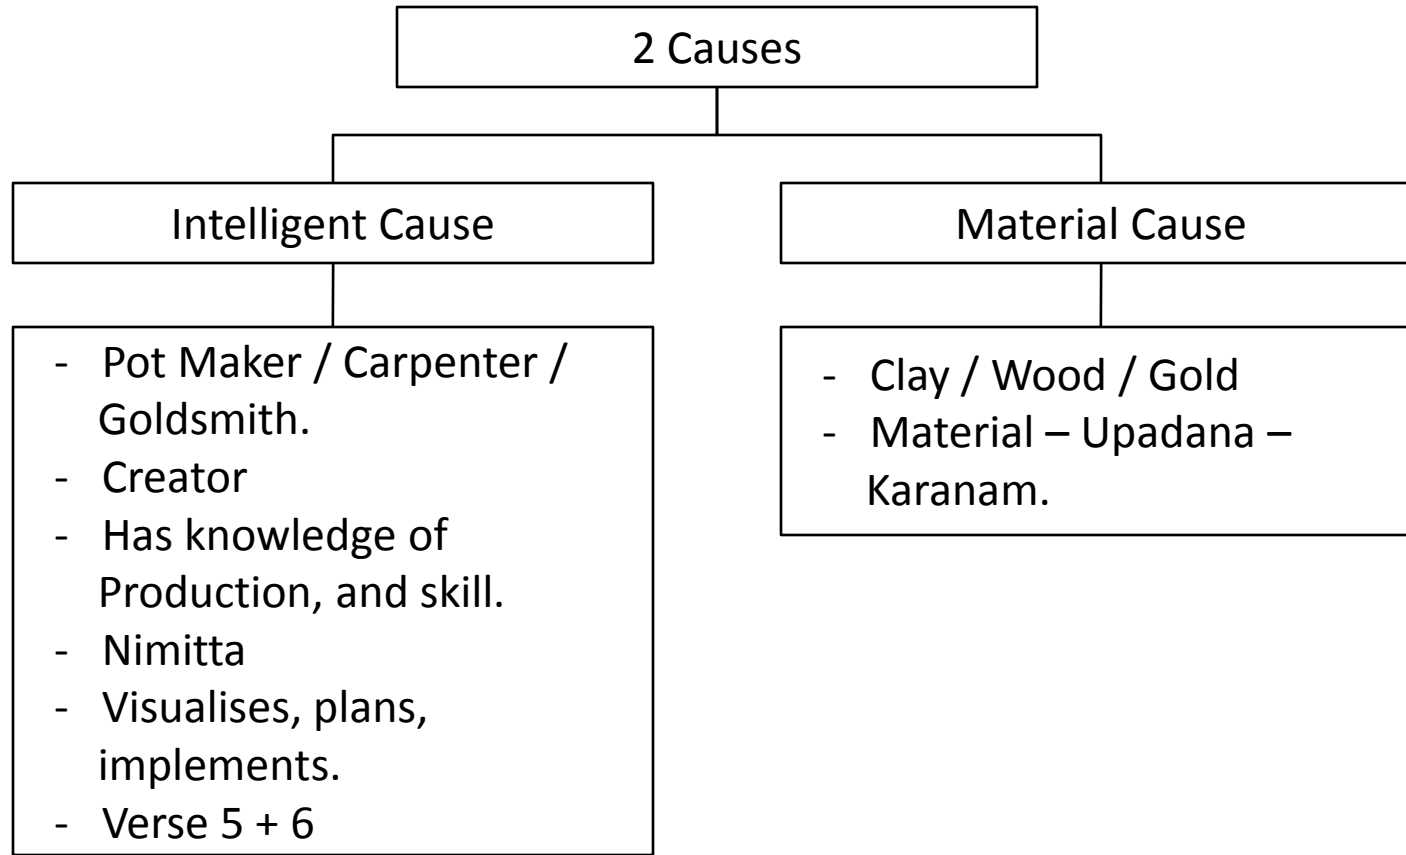 2 Causes
Intelligent Cause
- Pot Maker / Carpenter /
Goldsmith.
- Creator
- Has knowledge of
Production, and skill.
- Nimitta
- Visualises, plans,
implements.
- Verse 5 + 6
Material Cause
- Clay / Wood / Gold
- Material – Upadana –
Karanam.